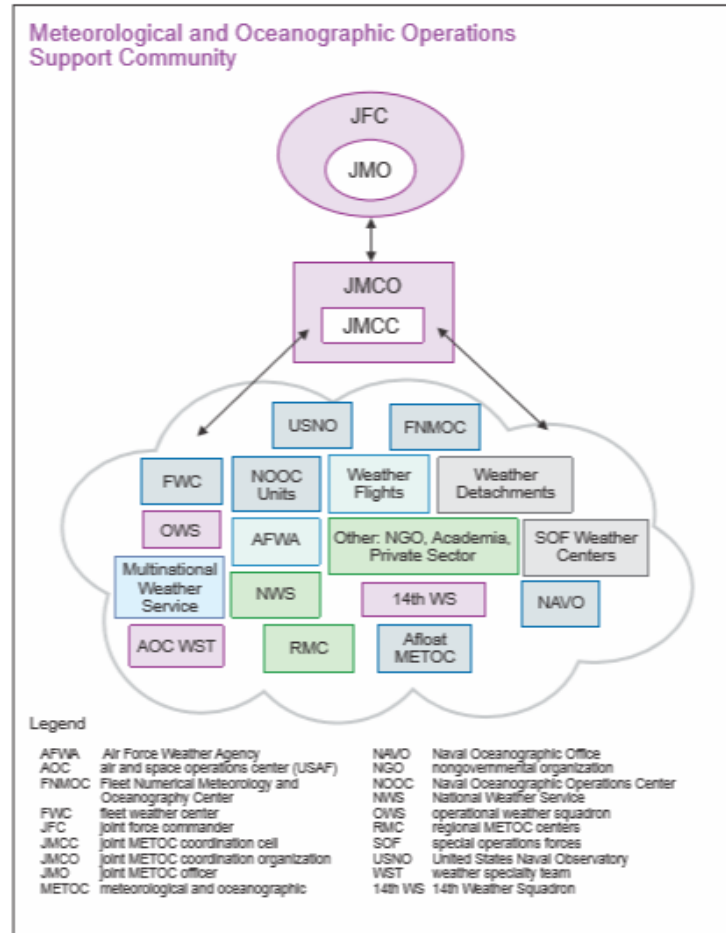 Meteorological and Oceanographic Operations
Support Community
JFC
JMO
JMCO
JMCC
USNO
FNMOC
FWC
NOOC
Units
Weather
Flights
Weather
Detachments
OWS
AFWA
Other: NGO, Academia,
Private Sector
SOF Weather
Centers
Multinational
Weather
Service
NWS
14th WS
NAVO
AOC WST
RMC
Afloat
METOC
Legend
AFWA Air Force Weather Agency
AOC air and space operations center (USAF)
FNMOC Fleet Numerical Meteorology and
Oceanography Center
FWC fleet weather center
JFC joint force commander
JMCC joint METOC coordination cell
JMCO joint METOC coordination organization
JMO joint METOC officer
METOC meteorological and oceanographic
NAVO Naval Oceanographic Office
NGO nongovernmental organization
NOOC Naval Oceanographic Operations Center
NWS National Weather Service
OWS operational weather squadron
RMC regional METOC centers
SOF special operations forces
USNO United States Naval Observatory
WST weather specialty team
14th WS 14th Weather Squadron